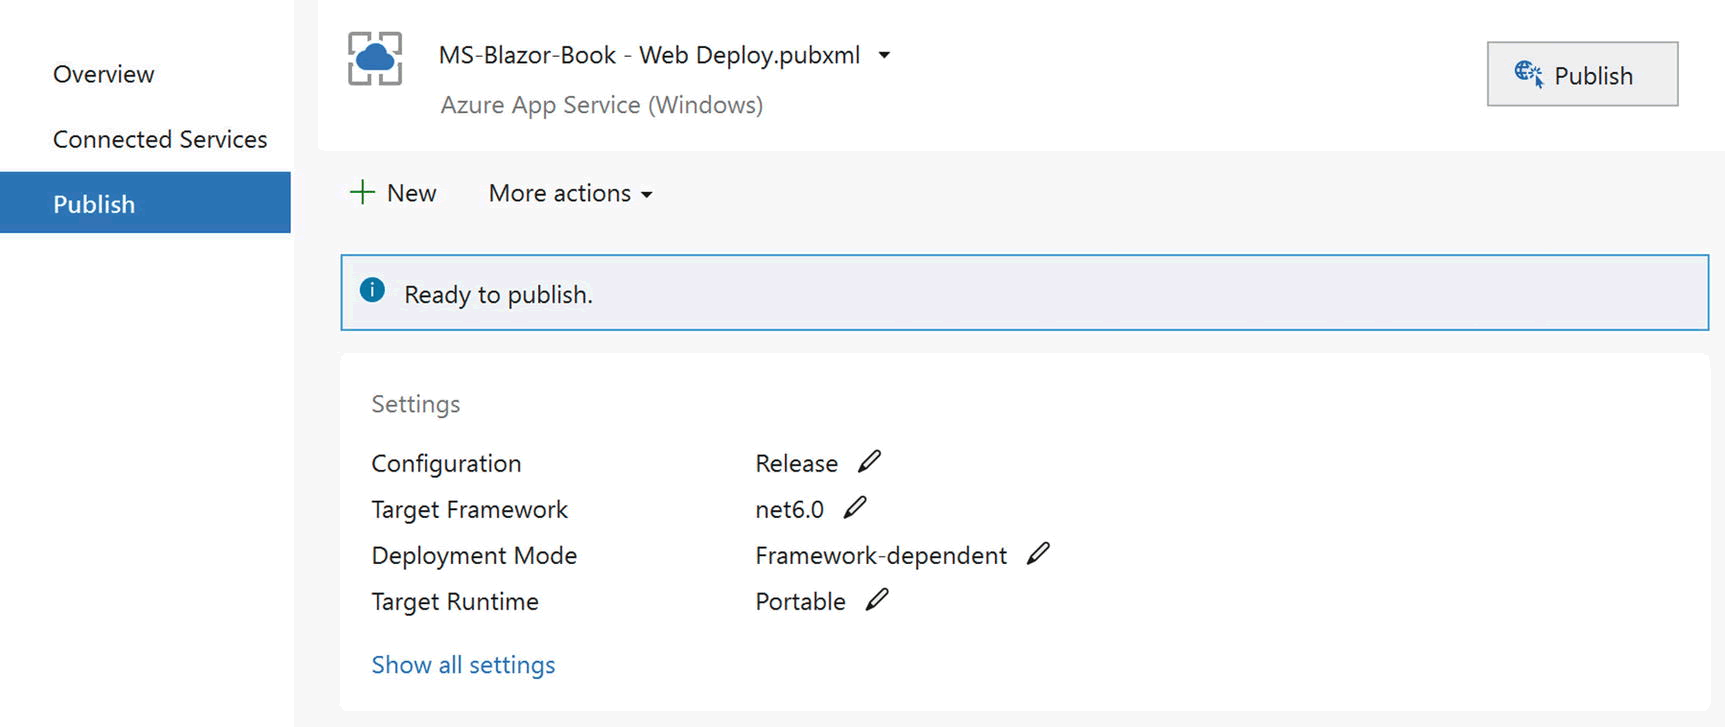 Overview
Connected Services
Publish
MS-Blazor-Book - Web Deploy.pubxml
Azure App Service (Windows)
Publish
New
More actions
Ready to publish.
Settings
Configuration Release
Target Framework net6.0
Deployment Mode Framework-dependent
Target Runtime Portable
Show all settings